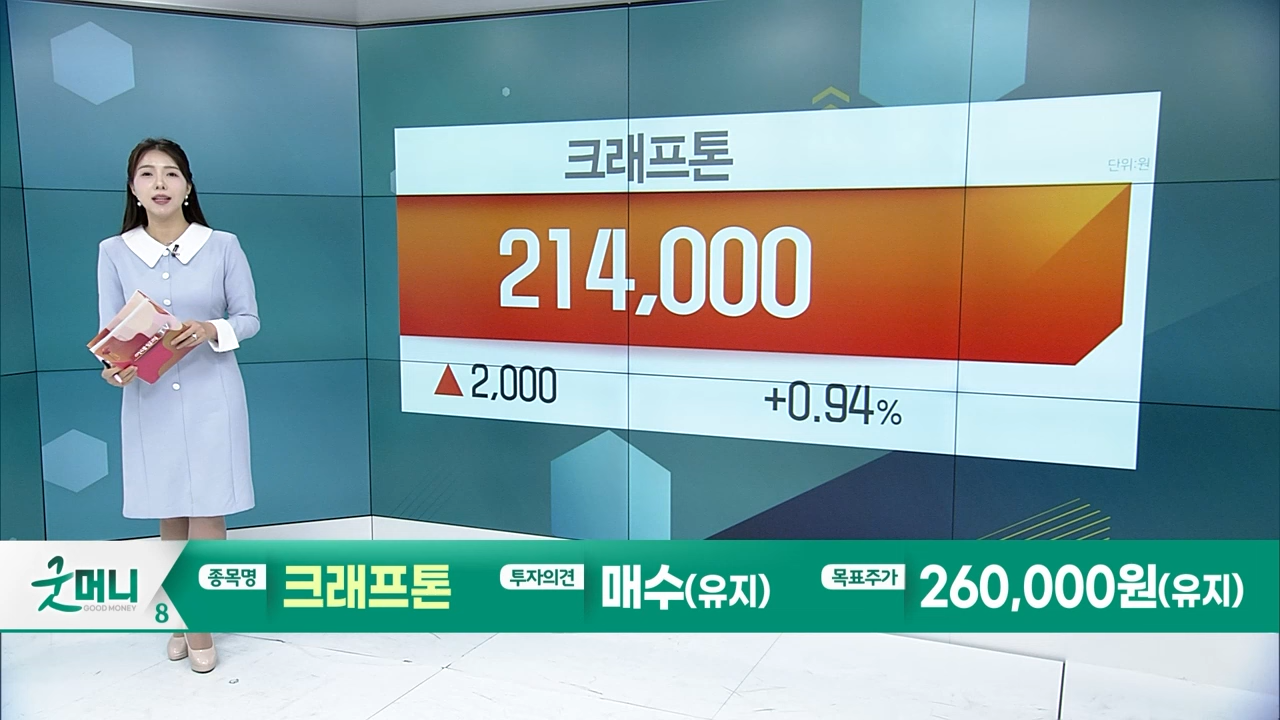 크래프톤
단위:원
214,000
▲2,000
+0.94%
굿머니
GOOD MONEY
8
종목명
크래프톤
투자의견
매수(유지)
목표주가
260,000원(유지)